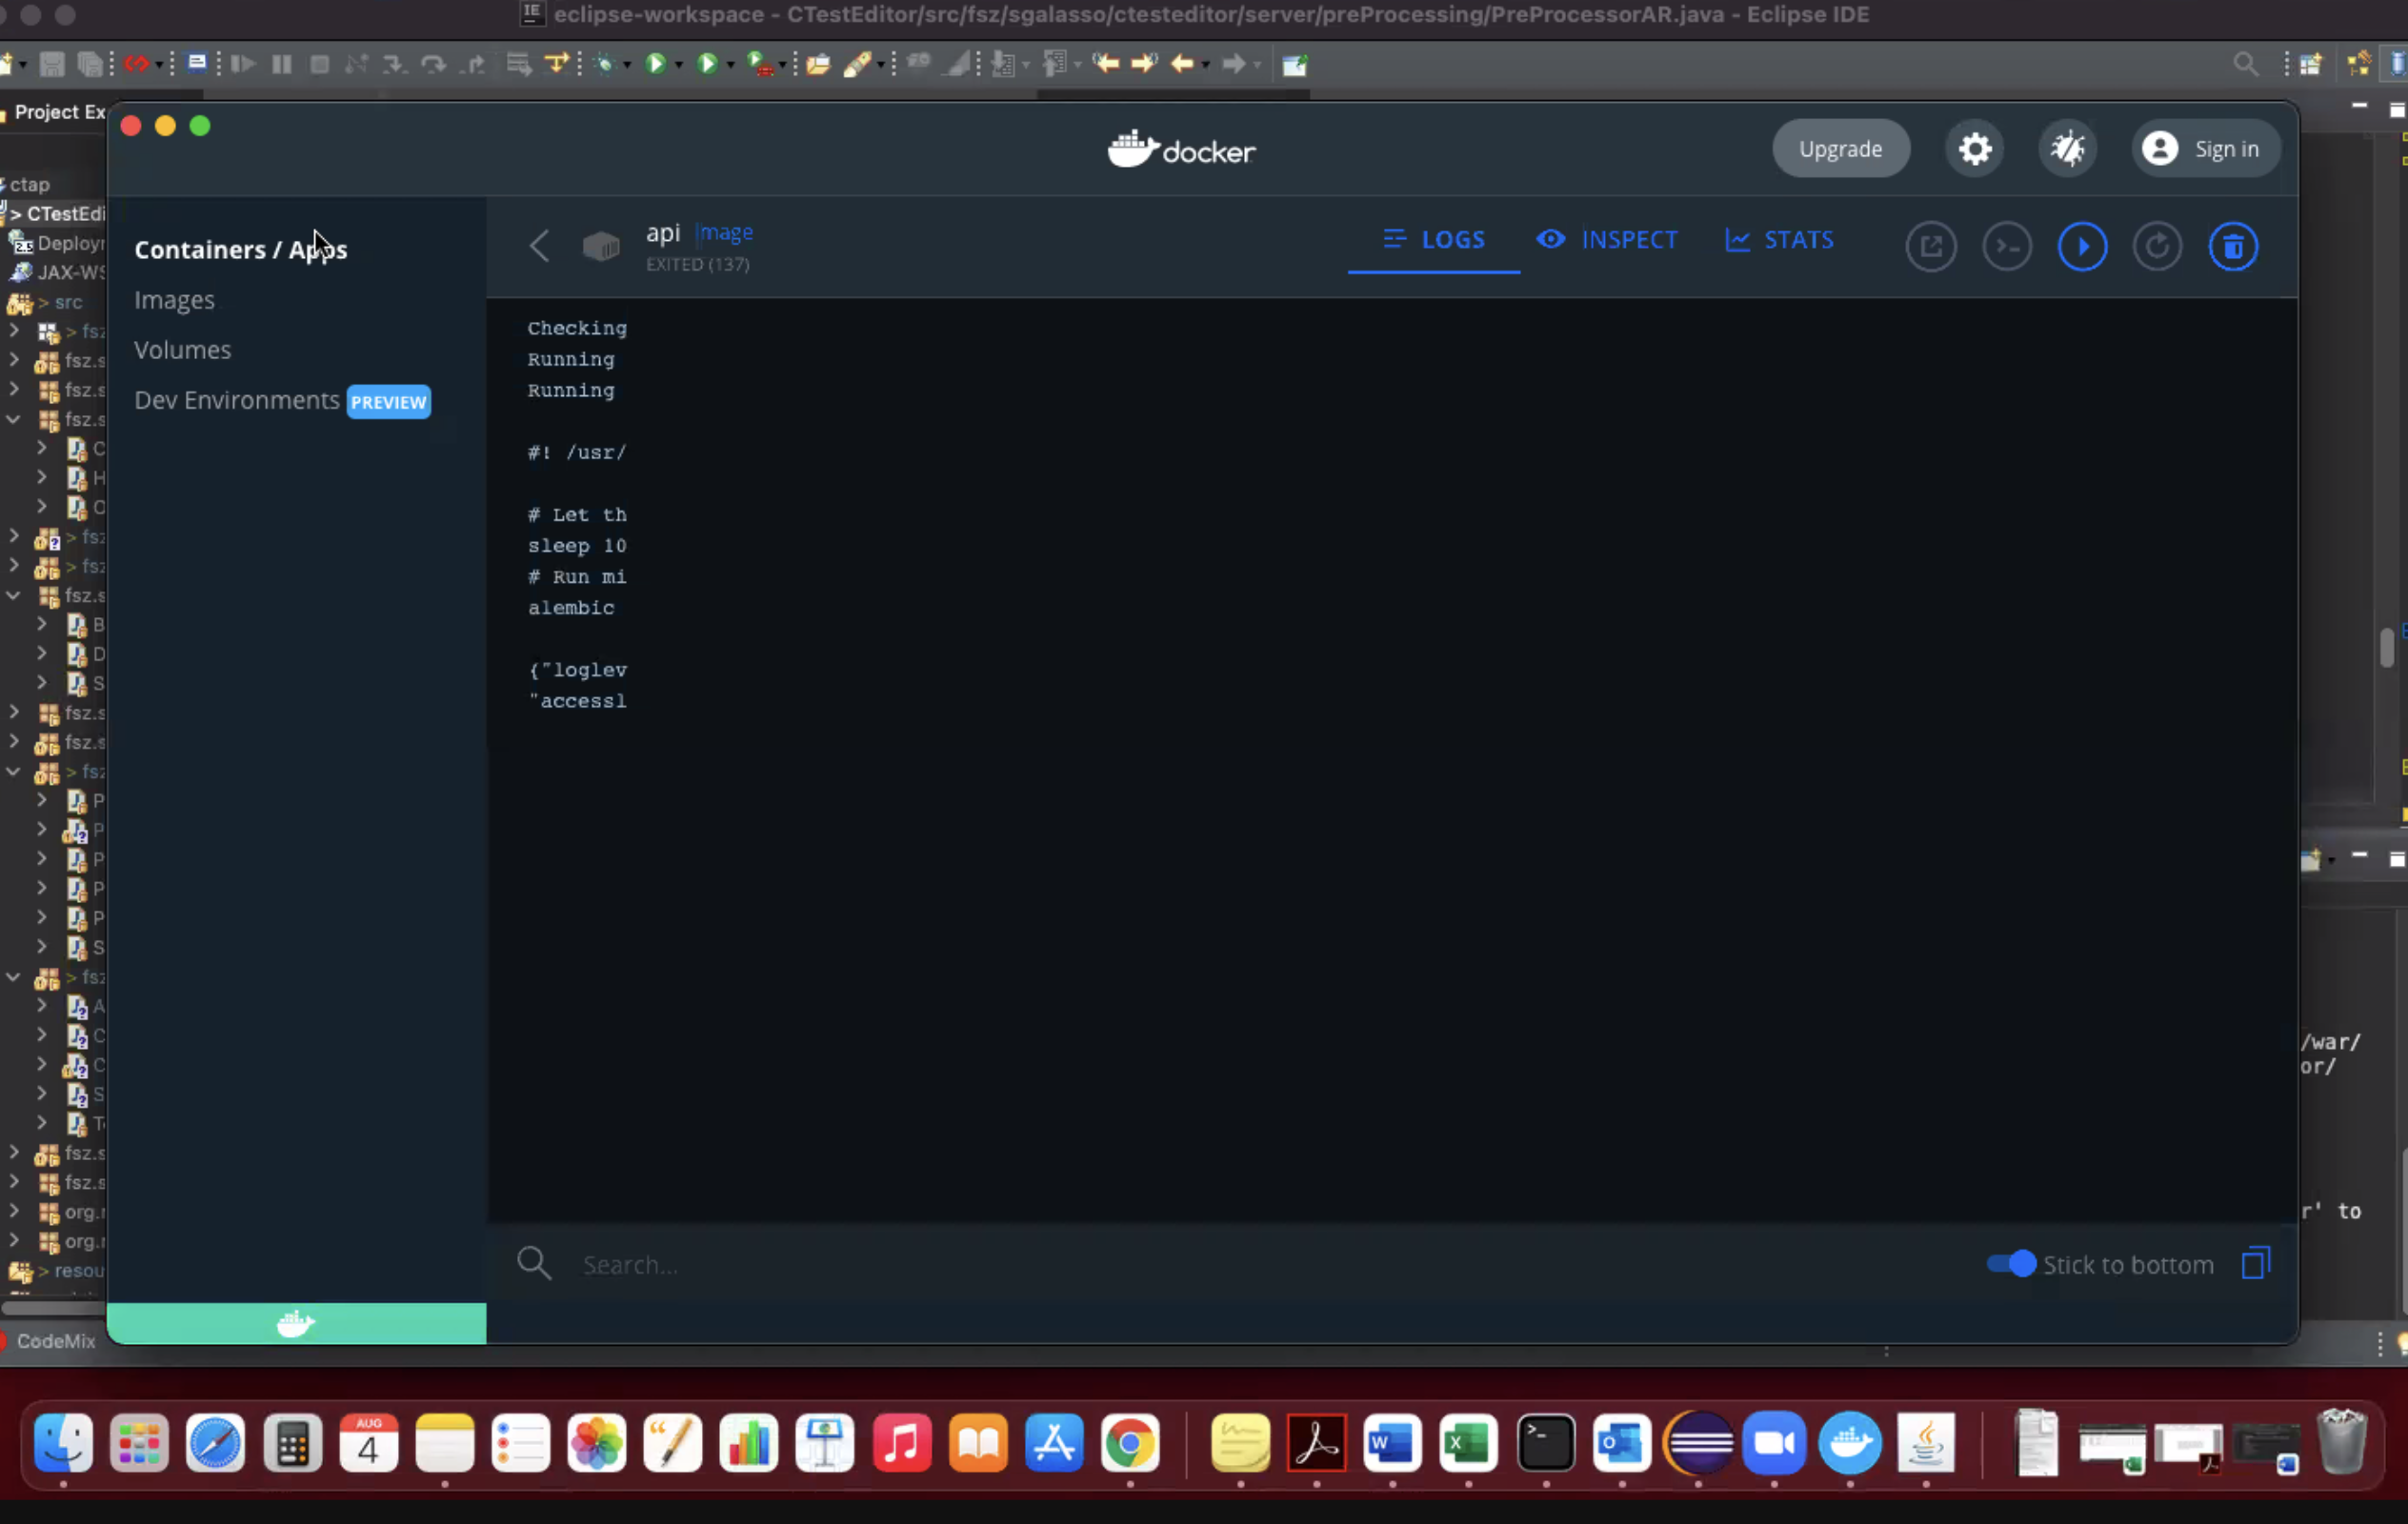 eclipse-workspace - CTestEditor/src/fsz/sgalasso/ctesteditor/server/preProcessing/PreProcessorAR.java - Eclipse IDE
Project Ex
ctap
> CTestEdi
Deployr
JAX-WS
> src
> fsz
fsz.s
fsz.s
fsz.s
C
H
O
> fsz
> fsz
fsz.s
B
D
S
fsz.s
fsz.s
> fsz
P
P
P
P
P
S
> fsz
A
C
C
S
fsz.s
fsz.s
org.r
org.r
> resou
CodeMix
docker
Upgrade
Sign in
Containers / Apps
Images
Volumes
Dev Environments PREVIEW
api Image
EXITED (137)
LOGS
INSPECT
STATS
Checking
Running
Running
#! /usr/
# Let th
sleep 10
# Run mi
alembic
{"loglev
"accessl
Search...
Stick to bottom
/war/
or/
r' to
AUG
4